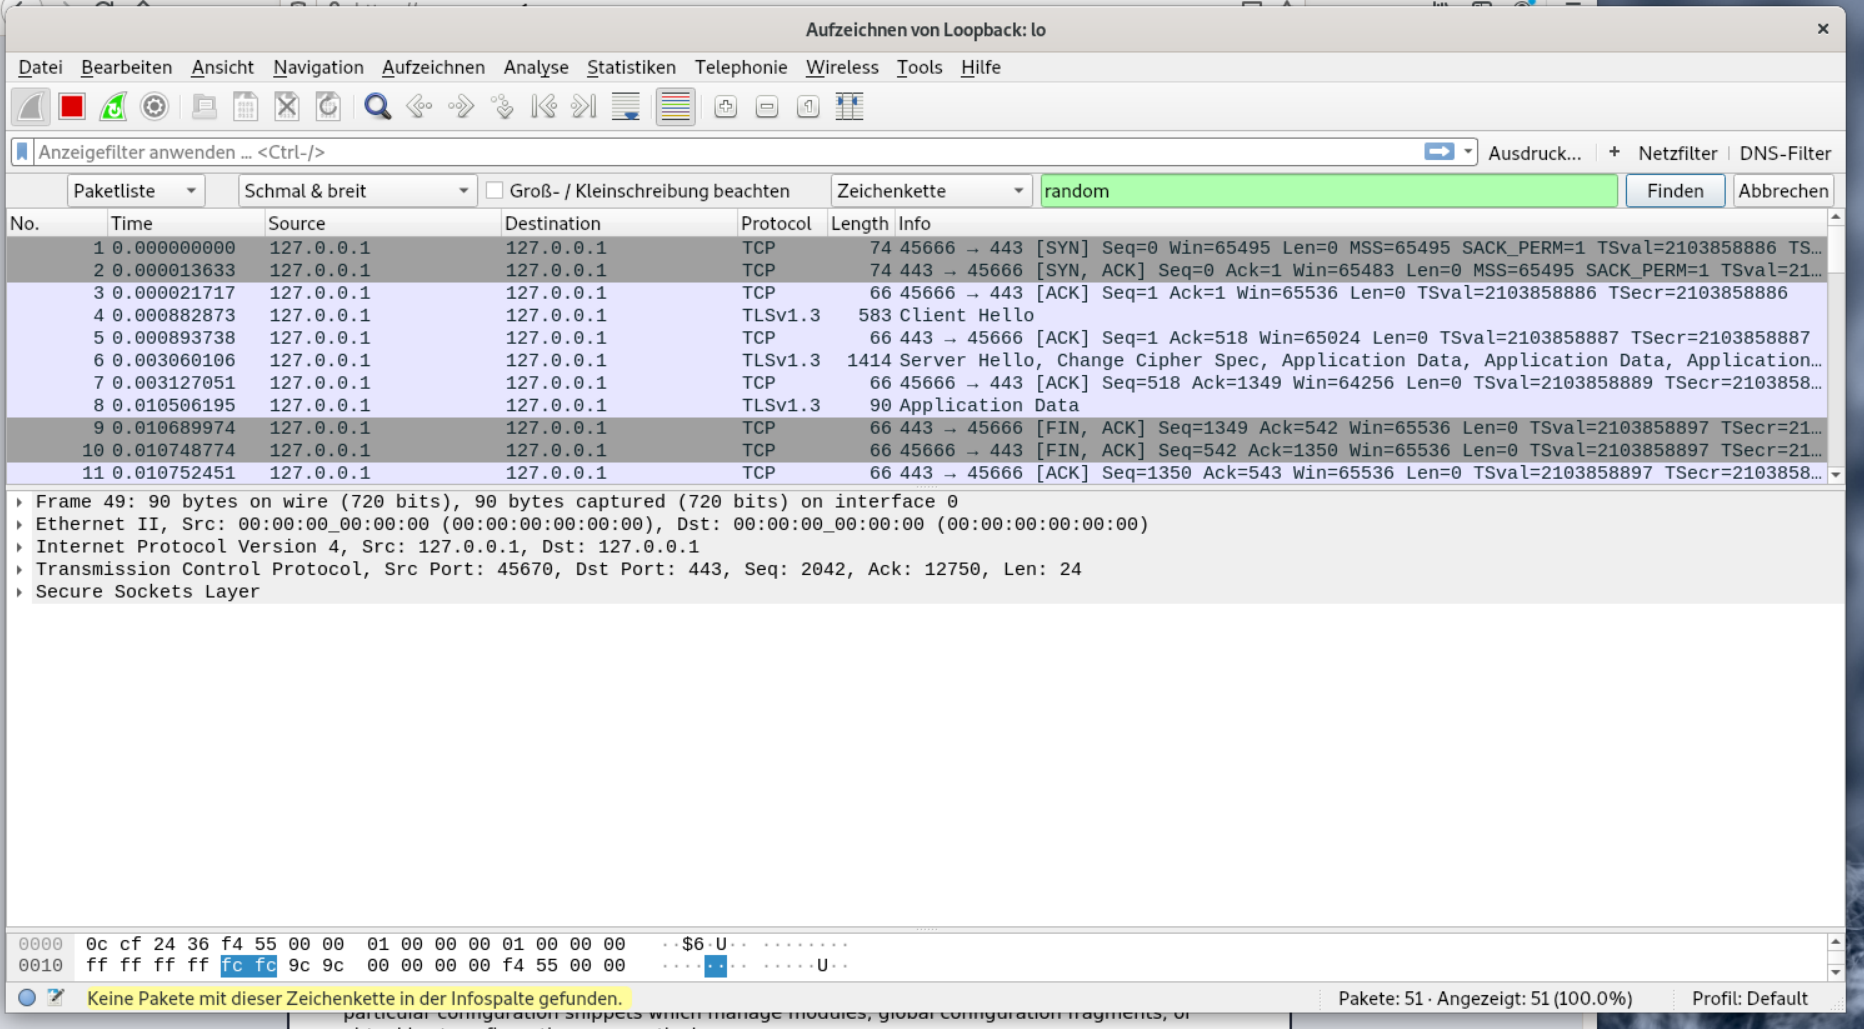 Aufzeichnen von Loopback: lo
Datei Bearbeiten Ansicht Navigation Aufzeichnen Analyse Statistiken Telephonie Wireless Tools Hilfe
Anzeigefilter anwenden ... <Ctrl-/> Ausdruck... + Netzfilter DNS-Filter
Paketliste Schmal & breit Groß- / Kleinschreibung beachten Zeichenkette random Finden Abbrechen
No. Time Source Destination Protocol Length Info
1 0.000000000 127.0.0.1 127.0.0.1 TCP 74 45666 → 443 [SYN] Seq=0 Win=65495 Len=0 MSS=65495 SACK_PERM=1 TSval=2103858886 TS…
2 0.000013633 127.0.0.1 127.0.0.1 TCP 74 443 → 45666 [SYN, ACK] Seq=0 Ack=1 Win=65483 Len=0 MSS=65495 SACK_PERM=1 TSval=21…
3 0.000021717 127.0.0.1 127.0.0.1 TCP 66 45666 → 443 [ACK] Seq=1 Ack=1 Win=65536 Len=0 TSval=2103858886 TSecr=2103858886
4 0.000882873 127.0.0.1 127.0.0.1 TLSv1.3 583 Client Hello
5 0.000893738 127.0.0.1 127.0.0.1 TCP 66 443 → 45666 [ACK] Seq=1 Ack=518 Win=65024 Len=0 TSval=2103858887 TSecr=2103858887
6 0.003060106 127.0.0.1 127.0.0.1 TLSv1.3 1414 Server Hello, Change Cipher Spec, Application Data, Application Data, Application…
7 0.003127051 127.0.0.1 127.0.0.1 TCP 66 45666 → 443 [ACK] Seq=518 Ack=1349 Win=64256 Len=0 TSval=2103858889 TSecr=2103858…
8 0.010506195 127.0.0.1 127.0.0.1 TLSv1.3 90 Application Data
9 0.010689974 127.0.0.1 127.0.0.1 TCP 66 443 → 45666 [FIN, ACK] Seq=1349 Ack=542 Win=65536 Len=0 TSval=2103858897 TSecr=21…
10 0.010748774 127.0.0.1 127.0.0.1 TCP 66 45666 → 443 [FIN, ACK] Seq=542 Ack=1350 Win=65536 Len=0 TSval=2103858897 TSecr=21…
11 0.010752451 127.0.0.1 127.0.0.1 TCP 66 443 → 45666 [ACK] Seq=1350 Ack=543 Win=65536 Len=0 TSval=2103858897 TSecr=2103858…
Frame 49: 90 bytes on wire (720 bits), 90 bytes captured (720 bits) on interface 0
Ethernet II, Src: 00:00:00_00:00:00 (00:00:00:00:00:00), Dst: 00:00:00_00:00:00 (00:00:00:00:00:00)
Internet Protocol Version 4, Src: 127.0.0.1, Dst: 127.0.0.1
Transmission Control Protocol, Src Port: 45670, Dst Port: 443, Seq: 2042, Ack: 12750, Len: 24
Secure Sockets Layer
0000 0c cf 24 36 f4 55 00 00 01 00 00 00 01 00 00 00 ··$6·U·· ········
0010 ff ff ff ff fc fc 9c 9c 00 00 00 00 f4 55 00 00 ········ ·····U··
Keine Pakete mit dieser Zeichenkette in der Infospalte gefunden. Pakete: 51 · Angezeigt: 51 (100.0%) Profil: Default
particular configuration snippets which manage modules, global configuration fragments, or